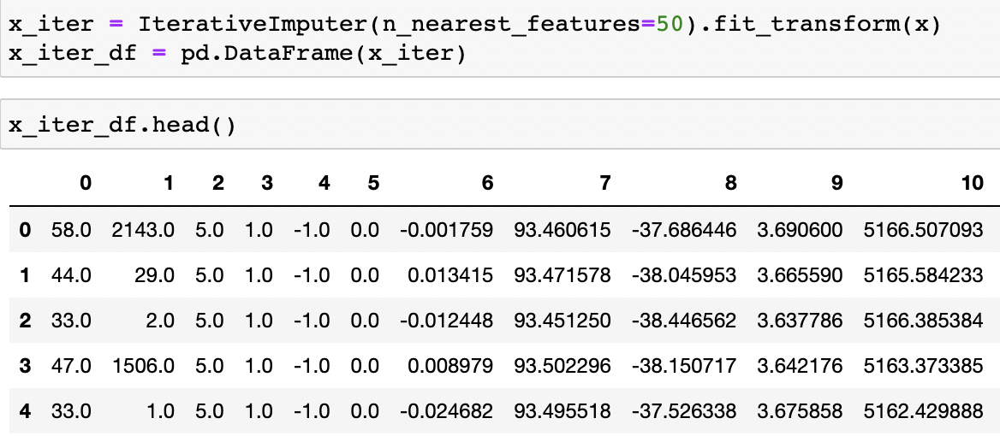 x_iter = IterativeImputer(n_nearest_features=50).fit_transform(x)
x_iter_df = pd.DataFrame(x_iter)
x_iter_df.head()
0 1 2 3 4 5 6 7 8 9 10
0 58.0 2143.0 5.0 1.0 -1.0 0.0 -0.001759 93.460615 -37.686446 3.690600 5166.507093
1 44.0 29.0 5.0 1.0 -1.0 0.0 0.013415 93.471578 -38.045953 3.665590 5165.584233
2 33.0 2.0 5.0 1.0 -1.0 0.0 -0.012448 93.451250 -38.446562 3.637786 5166.385384
3 47.0 1506.0 5.0 1.0 -1.0 0.0 0.008979 93.502296 -38.150717 3.642176 5163.373385
4 33.0 1.0 5.0 1.0 -1.0 0.0 -0.024682 93.495518 -37.526338 3.675858 5162.429888